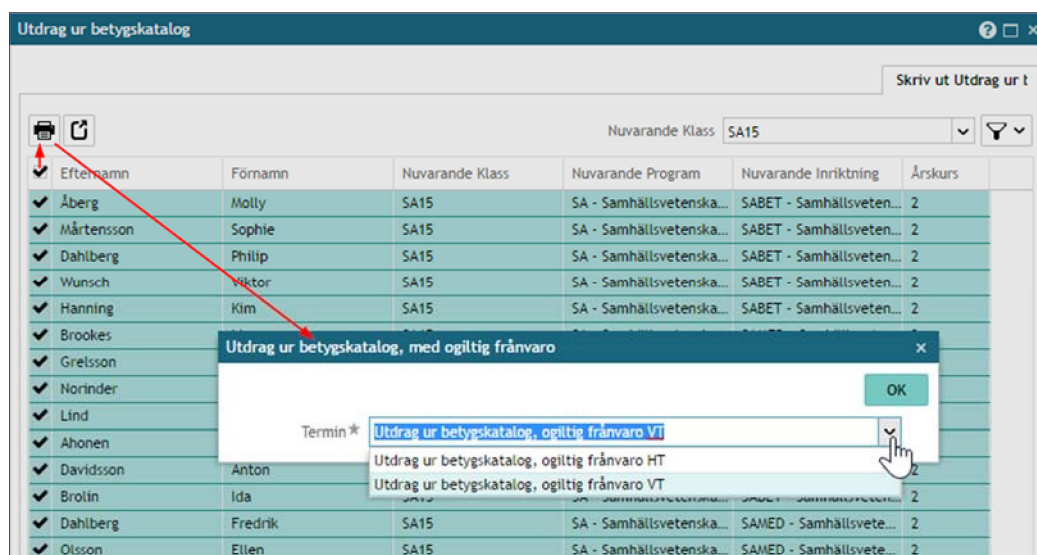 Utdrag ur betygskatalog
Skriv ut Utdrag ur b
Nuvarande Klass SA15
Efternamn Förnamn Nuvarande Klass Nuvarande Program Nuvarande Inriktning Årskurs
Åberg Molly SA15 SA - Samhällsvetenska... SABET - Samhällsveten... 2
Mårtensson Sophie SA15 SA - Samhällsvetenska... SABET - Samhällsveten... 2
Dahlberg Philip SA15 SA - Samhällsvetenska... SABET - Samhällsveten... 2
Wunsch Viktor SA15 SA - Samhällsvetenska... SABET - Samhällsveten... 2
Hanning Kim SA15 SA - Samhällsvetenska... SABET - Samhällsveten... 2
Brookes
Utdrag ur betygskatalog, med ogiltig frånvaro
Grelsson
Norinder OK
Lind
Termin Utdrag ur betygskatalog, ogiltig frånvaro VT
Ahonen
Utdrag ur betygskatalog, ogiltig frånvaro HT
Davidsson Anton 2
Utdrag ur betygskatalog, ogiltig frånvaro VT
Brolin Ida 2
Dahlberg Fredrik SA15 SA - Samhällsvetenska... SAMED - Samhällsvete... 2
Olsson Ellen SA15 SA - Samhällsvetenska... SAMED - Samhällsvete... 2